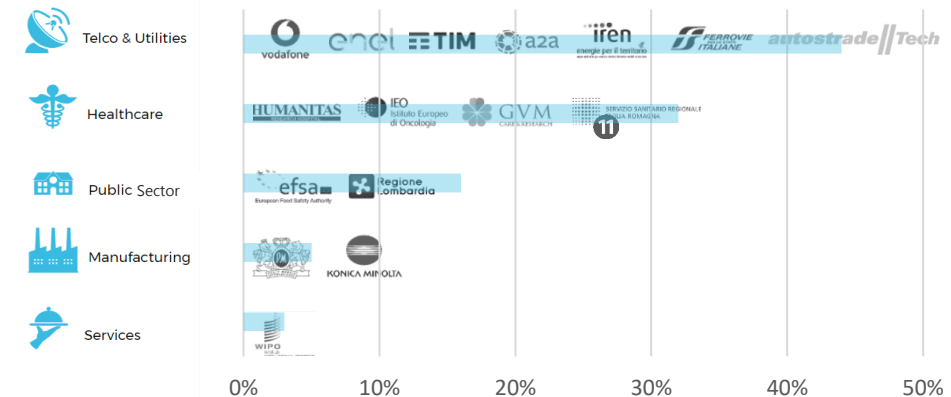 Telco & Utilities
vodafone
enel
TIM
a2a
iren
energie per il territorio
FERROVIE
ITALIANE
autostrade//Tech
Healthcare
HUMANITAS
RESEARCH HOSPITAL
IEO
Istituto Europeo
di Oncologia
GVM
CARE & RESEARCH
SERVIZIO SANITARIO REGIONALE
11
Public Sector
efsa
European Food Safety Authority
Regione
Lombardia
Manufacturing
KONICA MINOLTA
Services
WIPO
0% 10% 20% 30% 40% 50%